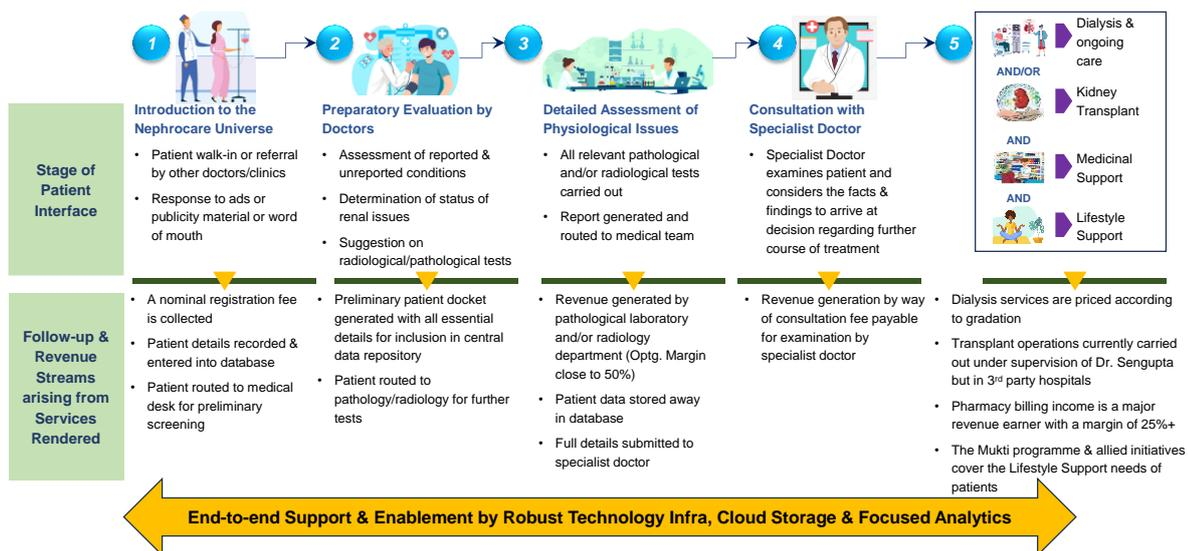 1
2
3
4
5
Introduction to the
Nephrocare Universe
• Patient walk-in or referral
by other doctors/clinics
• Response to ads or
publicity material or word
of mouth
Preparatory Evaluation by
Doctors
• Assessment of reported &
unreported conditions
• Determination of status of
renal issues
• Suggestion on
radiological/pathological tests
Detailed Assessment of
Physiological Issues
• All relevant pathological
and/or radiological tests
carried out
• Report generated and
routed to medical team
Consultation with
Specialist Doctor
• Specialist Doctor
examines patient and
considers the facts &
findings to arrive at
decision regarding further
course of treatment
Dialysis &
ongoing
care
AND/OR
Kidney
Transplant
AND
Medicinal
Support
AND
Lifestyle
Support
Stage of
Patient
Interface
Follow-up &
Revenue
Streams
arising from
Services
Rendered
• A nominal registration fee
is collected
• Patient details recorded &
entered into database
• Patient routed to medical
desk for preliminary
screening
• Preliminary patient docket
generated with all essential
details for inclusion in central
data repository
• Patient routed to
pathology/radiology for further
tests
• Revenue generated by
pathological laboratory
and/or radiology
department (Optg. Margin
close to 50%)
• Patient data stored away
in database
• Full details submitted to
specialist doctor
• Revenue generation by way
of consultation fee payable
for examination by
specialist doctor
• Dialysis services are priced according
to gradation
• Transplant operations currently carried
out under supervision of Dr. Sengupta
but in 3rd party hospitals
• Pharmacy billing income is a major
revenue earner with a margin of 25%+
• The Mukti programme & allied initiatives
cover the Lifestyle Support needs of
patients
End-to-end Support & Enablement by Robust Technology Infra, Cloud Storage & Focused Analytics